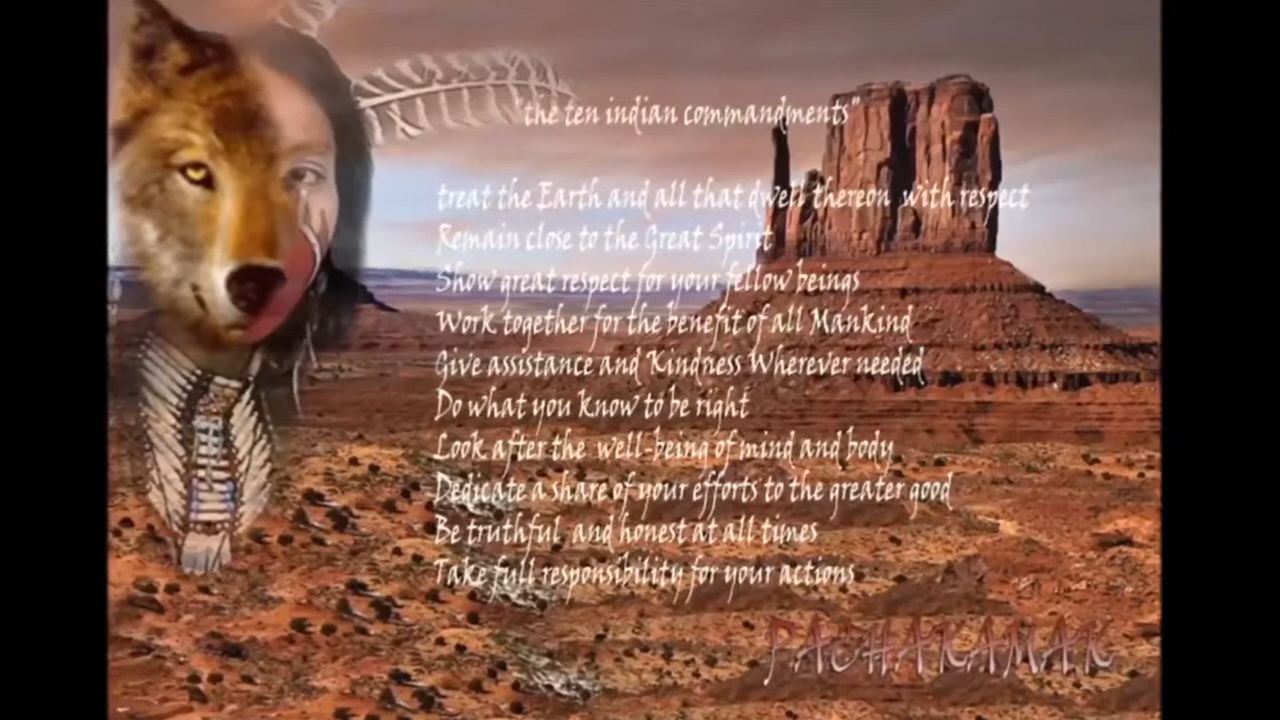 "the ten indian commandments"
treat the Earth and all that dwell thereon with respect
Remain close to the Great Spirit
Show great respect for your fellow beings
Work together for the benefit of all Mankind
Give assistance and Kindness Wherever needed
Do what you know to be right
Look after the well-being of mind and body
Dedicate a share of your efforts to the greater good
Be truthful and honest at all times
Take full responsibility for your actions
PACHAKAMAK